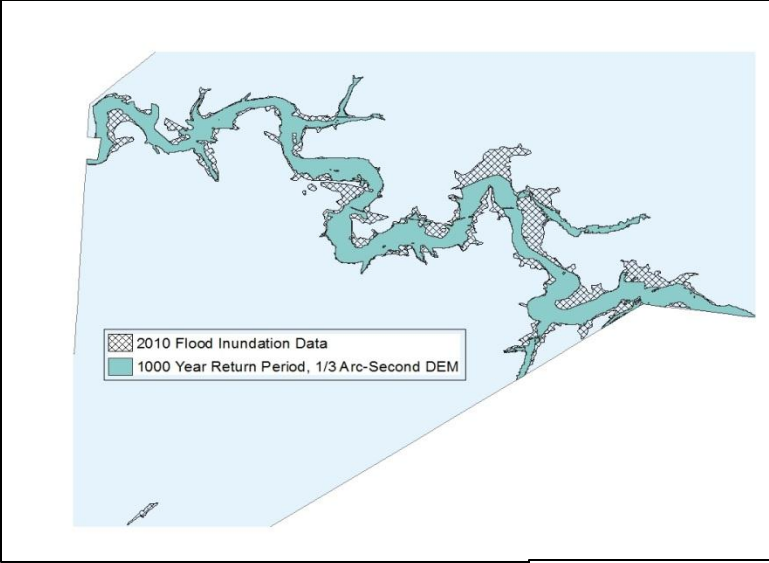 2010 Flood Inundation Data
1000 Year Return Period, 1/3 Arc-Second DEM